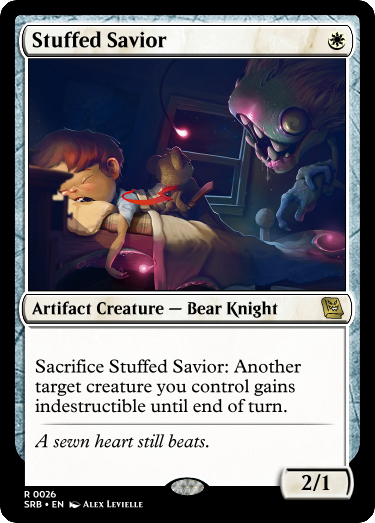 Stuffed Savior
Artifact Creature — Bear Knight
Sacrifice Stuffed Savior: Another
target creature you control gains
indestructible until end of turn.
A sewn heart still beats.
2/1
R 0026
SRB • EN Alex Levielle